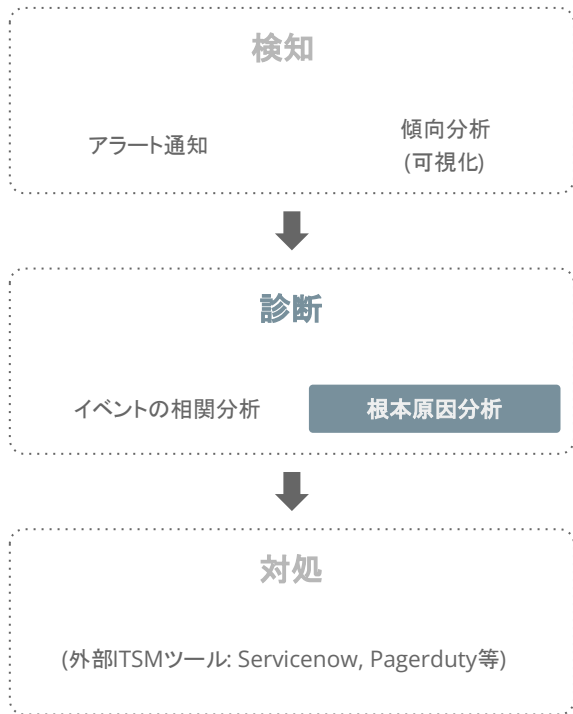 検知
アラート通知
傾向分析
(可視化)
診断
イベントの相関分析
根本原因分析
対処
(外部ITSMツール: Servicenow, Pagerduty等)